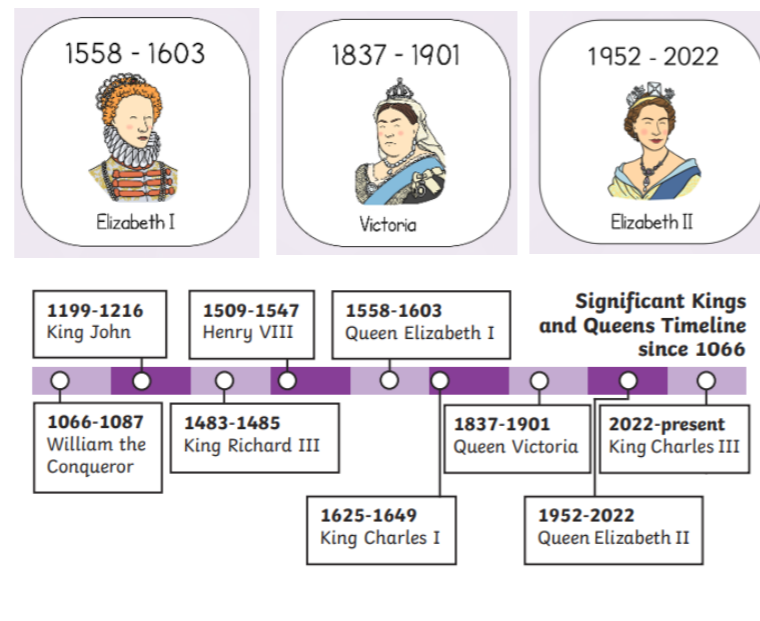 1558 - 1603
Elizabeth I
1837 - 1901
Victoria
1952 - 2022
Elizabeth II
Significant Kings
and Queens Timeline
since 1066
1199-1216
King John
1509-1547
Henry VIII
1558-1603
Queen Elizabeth I
1066-1087
William the
Conqueror
1483-1485
King Richard III
1837-1901
Queen Victoria
2022-present
King Charles III
1625-1649
King Charles I
1952-2022
Queen Elizabeth II